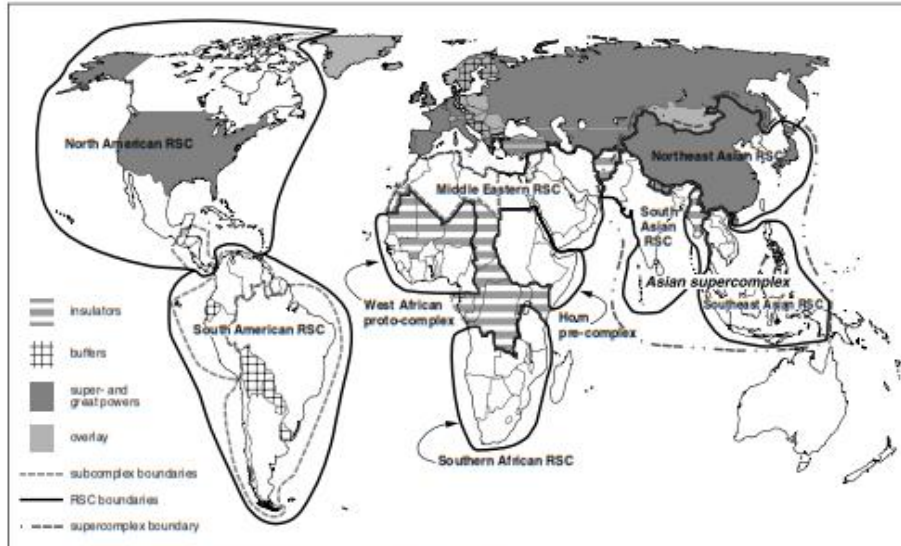 North American RSC
Northeast Asian RSC
Middle Eastern RSC
South
Asian
RSC
Asian supercomplex
Southeast Asian RSC
West African
proto-complex
Horn
pre-complex
South American RSC
Southern African RSC
insulators
buffers
super- and
great powers
overlay
subcomplex boundaries
RSC boundaries
supercomplex boundary